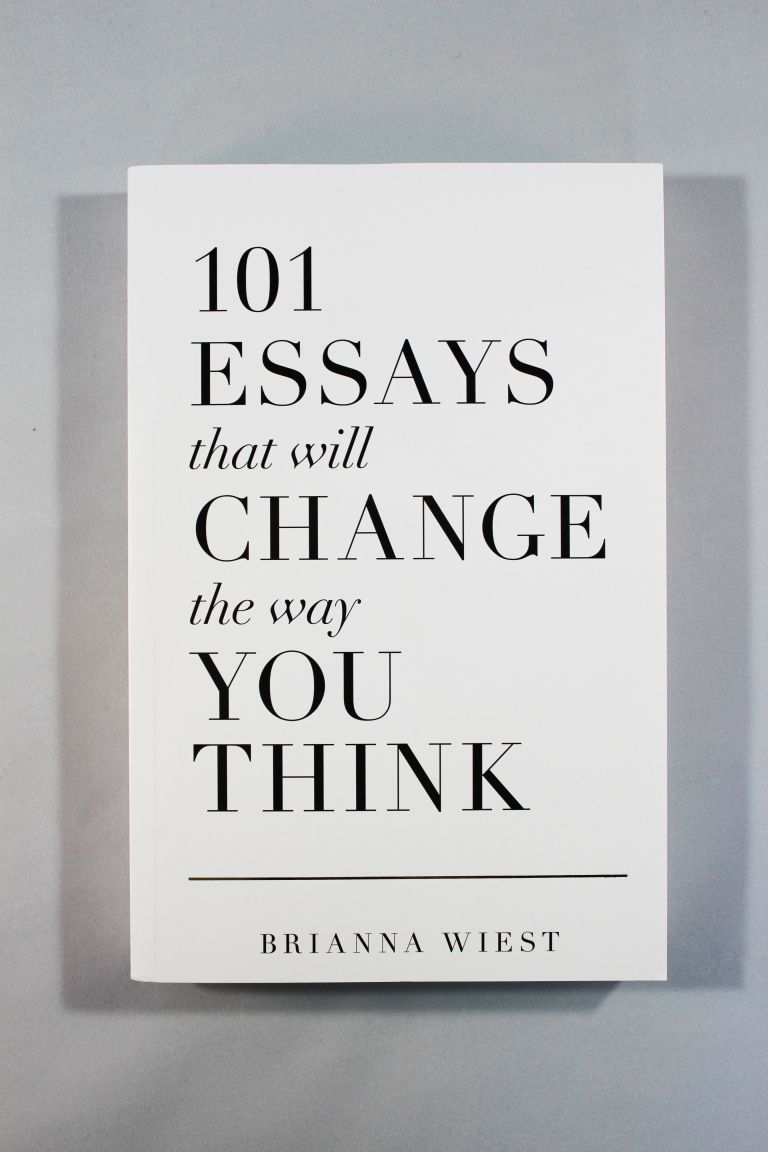 101
ESSAYS
that will
CHANGE
the way
YOU
THINK
BRIANNA WIEST